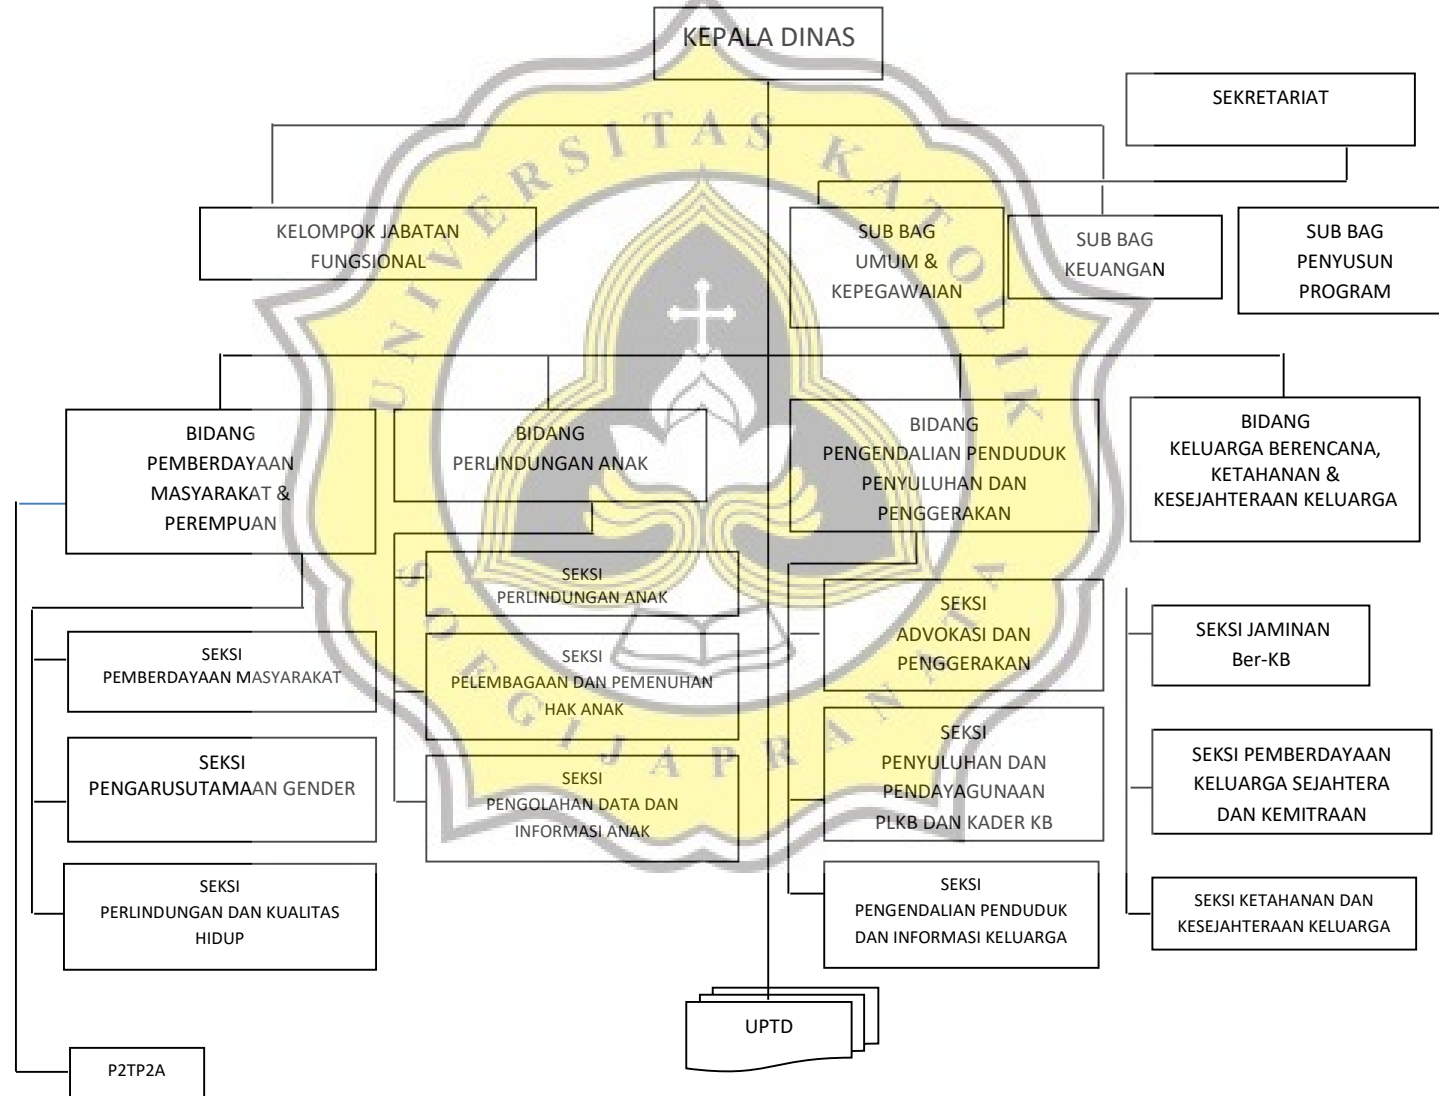 KEPALA DINAS
SEKRETARIAT
KELOMPOK JABATAN
FUNGSIONAL
SUB BAG
UMUM &
KEPEGAWAIAN
SUB BAG
KEUANGAN
SUB BAG
PENYUSUN
PROGRAM
BIDANG
PEMBERDAYAAN
MASYARAKAT &
PEREMPUAN
BIDANG
PERLINDUNGAN ANAK
BIDANG
PENGENDALIAN PENDUDUK
PENYULUHAN DAN
PENGGERAKAN
BIDANG
KELUARGA BERENCANA,
KETAHANAN &
KESEJAHTERAAN KELUARGA
SEKSI
PEMBERDAYAAN MASYARAKAT
SEKSI
PENGARUSUTAMAAN GENDER
SEKSI
PERLINDUNGAN DAN KUALITAS
HIDUP
SEKSI
PERLINDUNGAN ANAK
SEKSI
PELEMBAGAAN DAN PEMENUHAN
HAK ANAK
SEKSI
PENGOLAHAN DATA DAN
INFORMASI ANAK
SEKSI
ADVOKASI DAN
PENGGERAKAN
SEKSI
PENYULUHAN DAN
PENDAYAGUNAAN
PLKB DAN KADER KB
SEKSI
PENGENDALIAN PENDUDUK
DAN INFORMASI KELUARGA
SEKSI JAMINAN
Ber-KB
SEKSI PEMBERDAYAAN
KELUARGA SEJAHTERA
DAN KEMITRAAN
SEKSI KETAHANAN DAN
KESEJAHTERAAN KELUARGA
UPTD
P2TP2A
UNIVERSITAS KATOLIK
SOEGIJAPRANATA